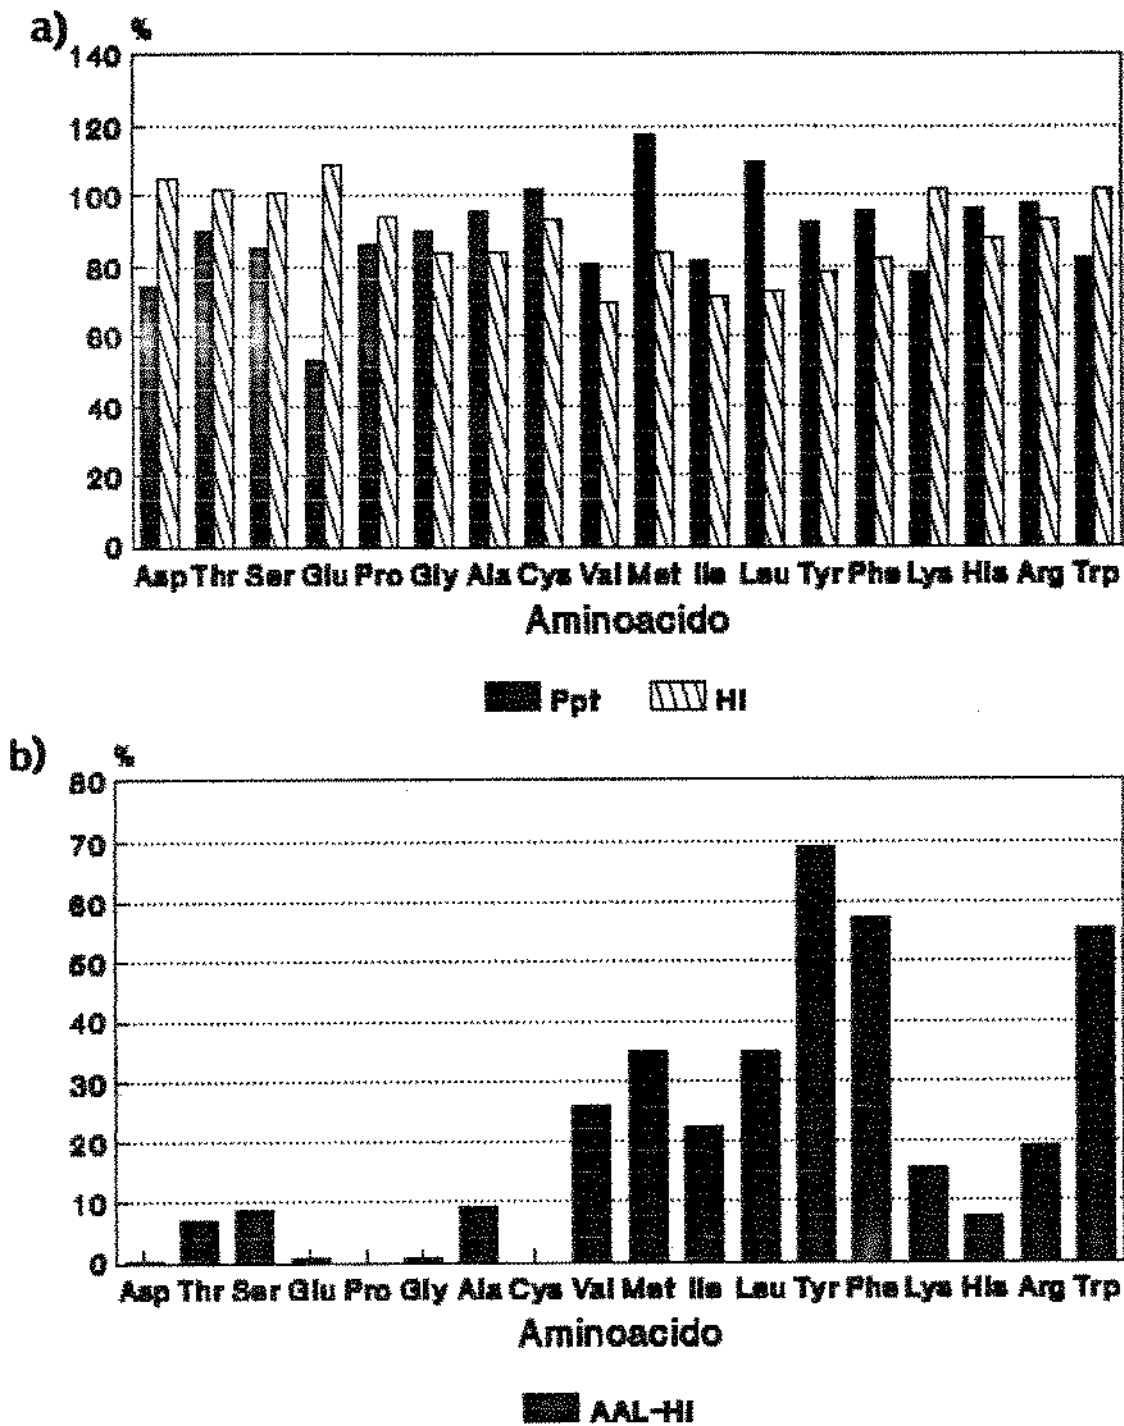 a) %
140
120
100
80
60
40
20
0
Asp Thr Ser Glu Pro Gly Ala Cys Val Met Ile Leu Tyr Phe Lys His Arg Trp
Aminoacido
Ppt HI
b) %
80
70
60
50
40
30
20
10
0
Asp Thr Ser Glu Pro Gly Ala Cys Val Met Ile Leu Tyr Phe Lys His Arg Trp
Aminoacido
AAL-HI